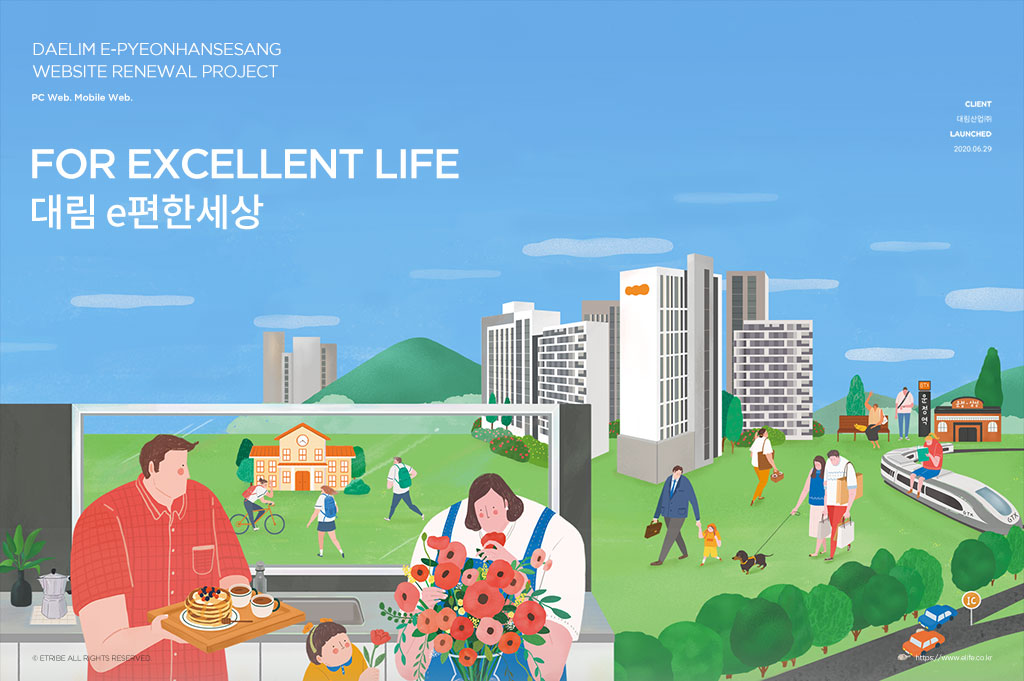 DAELIM E-PYEONHANSESANG
WEBSITE RENEWAL PROJECT
PC Web. Mobile Web.
CLIENT
대림산업㈜
LAUNCHED
2020.06.29
FOR EXCELLENT LIFE
대림 e편한세상
GTX
운정역
GTX
GTX
IC
© ETRIBE ALL RIGHTS RESERVED.
https://www.elife.co.kr